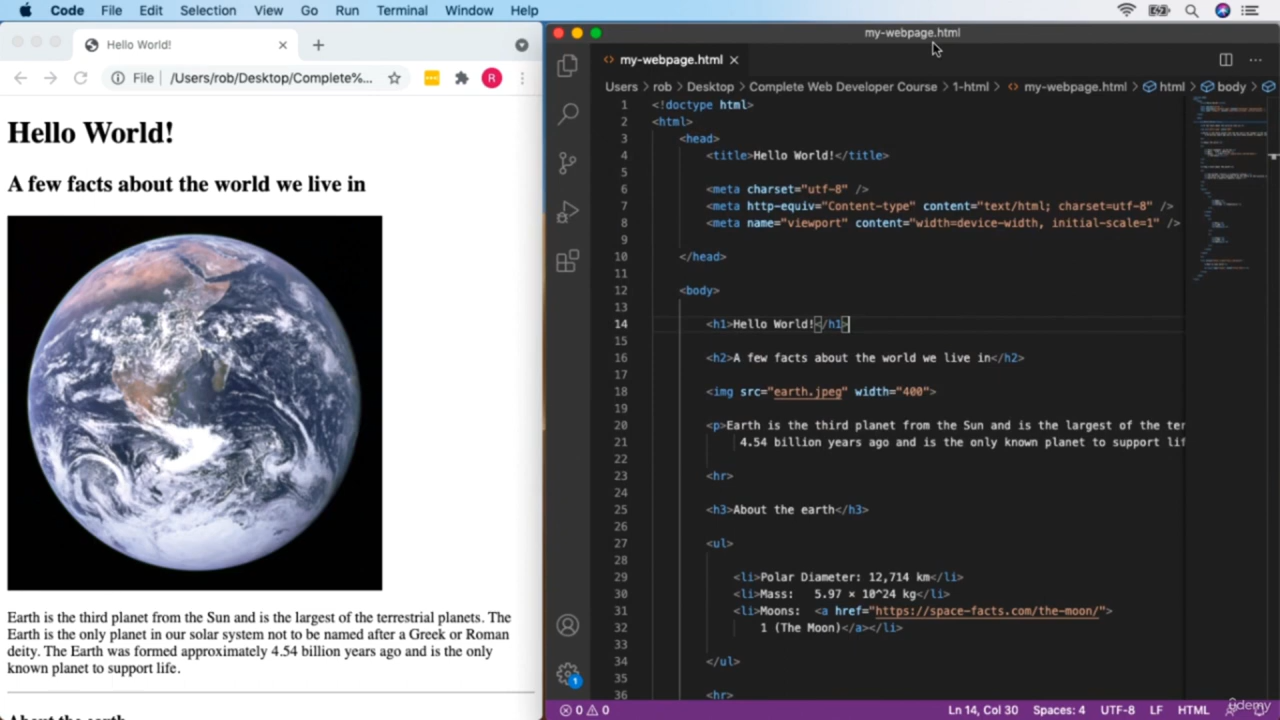 Code File Edit Selection View Go Run Terminal Window Help
Hello World!
File /Users/rob/Desktop/Complete%... R
Hello World!
A few facts about the world we live in
Earth is the third planet from the Sun and is the largest of the terrestrial planets. The
Earth is the only planet in our solar system not to be named after a Greek or Roman
deity. The Earth was formed approximately 4.54 billion years ago and is the only
known planet to support life.
About the earth
my-webpage.html
my-webpage.html
Users > rob > Desktop > Complete Web Developer Course > 1-html > my-webpage.html > html > body >
1 <!doctype html>
2 <html>
3 <head>
4 <title>Hello World!</title>
5
6 <meta charset="utf-8" />
7 <meta http-equiv="Content-type" content="text/html; charset=utf-8" />
8 <meta name="viewport" content="width=device-width, initial-scale=1" />
9
10 </head>
11
12 <body>
13
14 <h1>Hello World!</h1>
15
16 <h2>A few facts about the world we live in</h2>
17
18 <img src="earth.jpeg" width="400">
19
20 <p>Earth is the third planet from the Sun and is the largest of the ter
21 4.54 billion years ago and is the only known planet to support lif
22
23 <hr>
24
25 <h3>About the earth</h3>
26
27 <ul>
28
29 <li>Polar Diameter: 12,714 km</li>
30 <li>Mass: 5.97 × 10^24 kg</li>
31 <li>Moons: <a href="https://space-facts.com/the-moon/">
32 1 (The Moon)</a></li>
33
34 </ul>
35
36 <hr>
1
0 0 Ln 14, Col 30 Spaces: 4 UTF-8 LF HTML
ûdemy